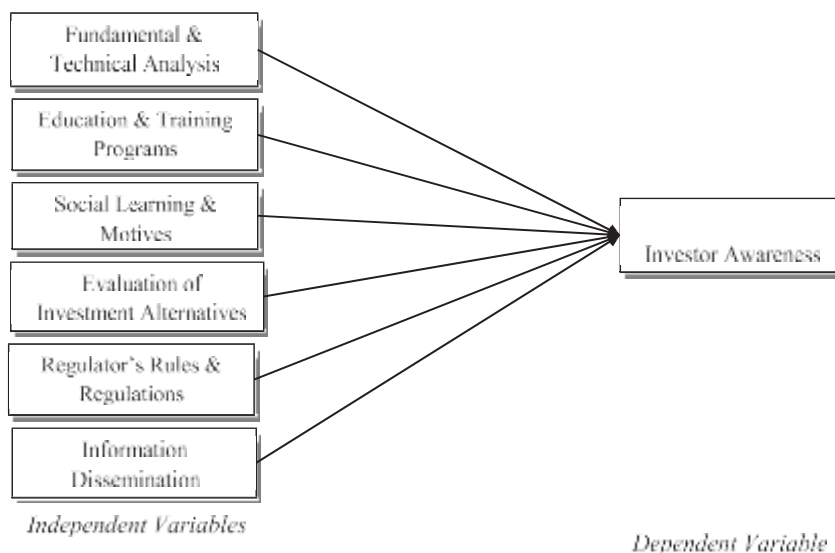 Fundamental &
Technical Analysis
Education & Training
Programs
Social Learning &
Motives
Evaluation of
Investment Alternatives
Regulator's Rules &
Regulations
Information
Dissemination
Independent Variables
Investor Awareness
Dependent Variable